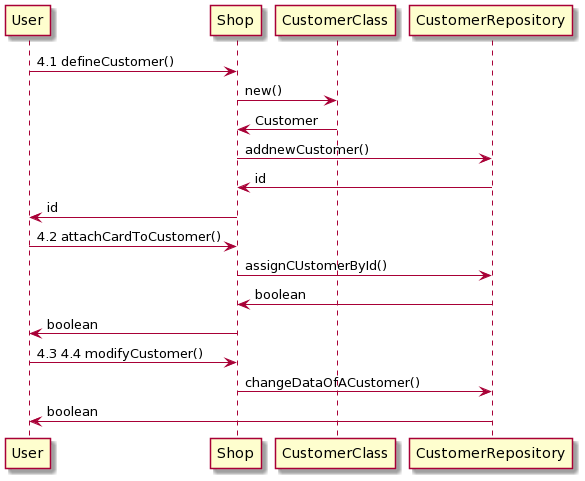 User Shop CustomerClass CustomerRepository
4.1 defineCustomer()
new()
Customer
addnewCustomer()
id
id
4.2 attachCardToCustomer()
assignCUstomerById()
boolean
boolean
4.3 4.4 modifyCustomer()
changeDataOfACustomer()
boolean
User Shop CustomerClass CustomerRepository